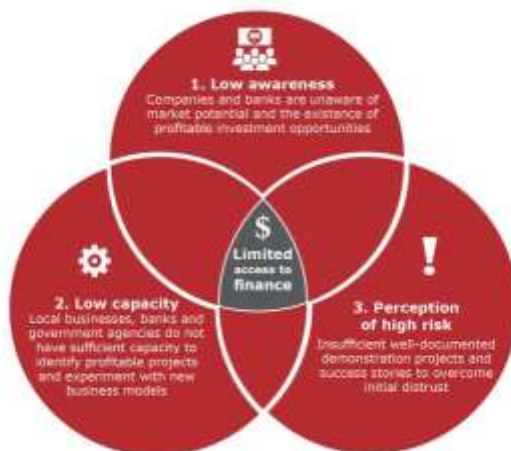 1. Low awareness
Companies and banks are unaware of
market potential and the existence of
profitable investment opportunities
$
Limited
access to
finance
2. Low capacity
Local businesses, banks and
government agencies do not
have sufficient capacity to
identify profitable projects
and experiment with new
business models
!
3. Perception
of high risk
Insufficient well-documented
demonstration projects and
success stories to overcome
initial distrust